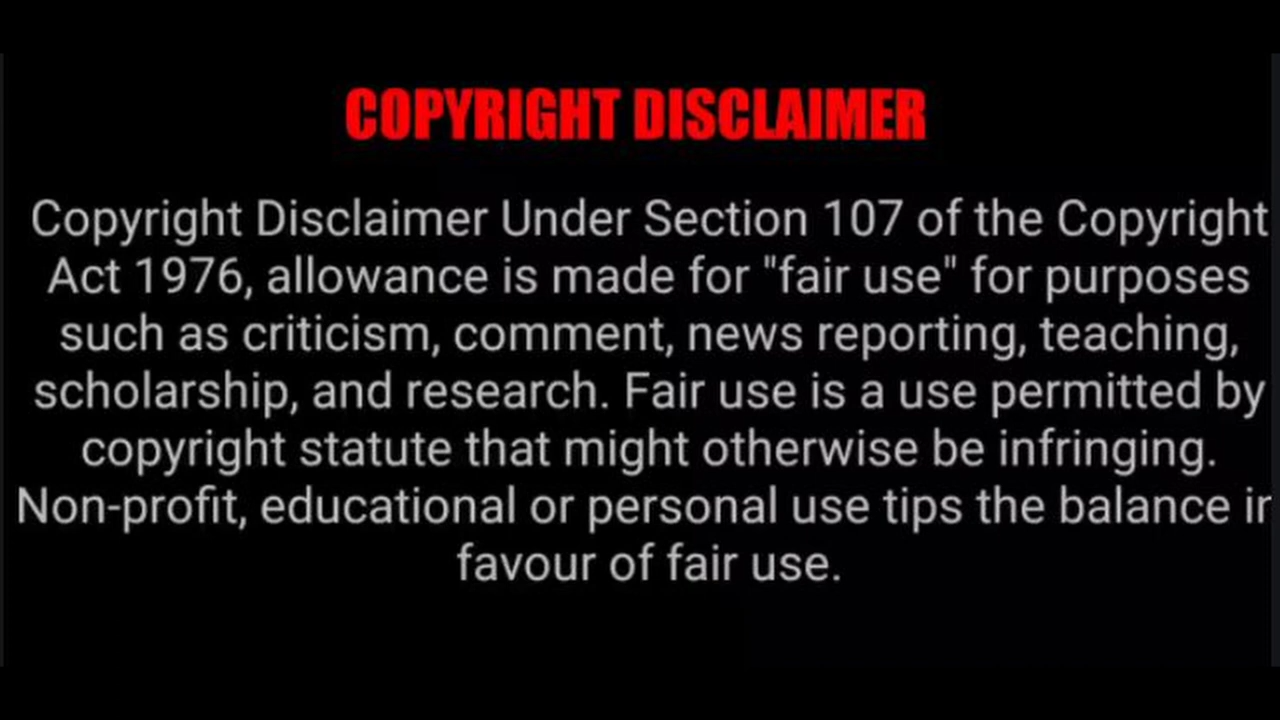 COPYRIGHT DISCLAIMER
Copyright Disclaimer Under Section 107 of the Copyright
Act 1976, allowance is made for "fair use" for purposes
such as criticism, comment, news reporting, teaching,
scholarship, and research. Fair use is a use permitted by
copyright statute that might otherwise be infringing.
Non-profit, educational or personal use tips the balance in
favour of fair use.